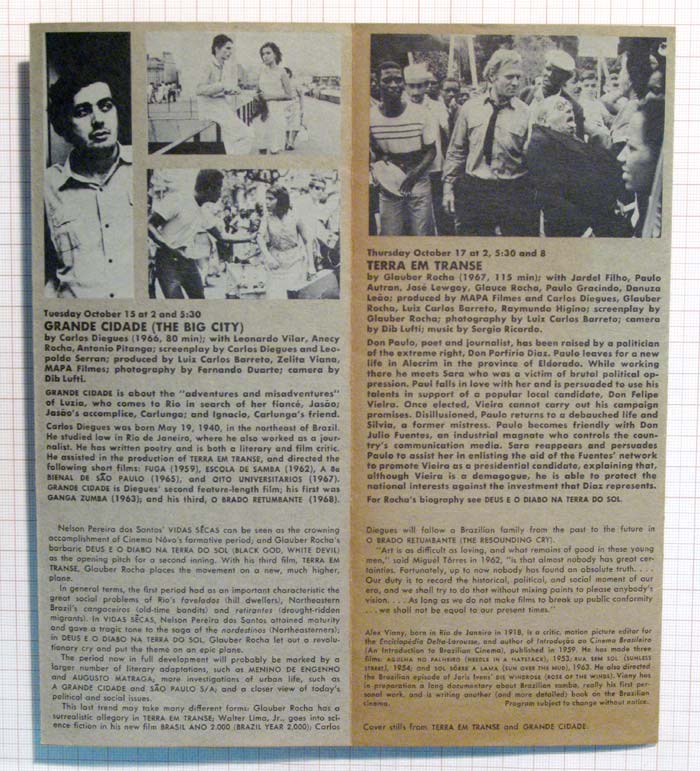 Tuesday October 15 at 2 and 5:30
GRANDE CIDADE (THE BIG CITY)
by Carlos Diegues (1966, 80 min); with Leonardo Vilar, Anecy
Rocha, Antonio Pitanga; screenplay by Carlos Diegues and Leo-
poldo Serran; produced by Luiz Carlos Barreto, Zelita Viana,
MAPA Filmes; photography by Fernando Duarte; camera by
Dib Lufti.
GRANDE CIDADE is about the "adventures and misadventures"
of Luzia, who comes to Rio in search of her fiancé, Jasão;
Jasão's accomplice, Carlunga; and Ignacio, Carlunga's friend.
Carlos Diegues was born May 19, 1940, in the northeast of Brazil.
He studied law in Rio de Janeiro, where he also worked as a jour-
nalist. He has written poetry and is both a literary and film critic.
He assisted in the production of TERRA EM TRANSE, and directed the
following short films: FUGA (1959), ESCOLA DE SAMBA (1962), A 8a
BIENAL DE SÃO PAULO (1965), and OITO UNIVERSITARIOS (1967).
GRANDE CIDADE is Diegues' second feature-length film; his first was
GANGA ZUMBA (1963); and his third, O BRADO RETUMBANTE (1968).
Nelson Pereira dos Santos' VIDAS SÊCAS can be seen as the crowning
accomplishment of Cinema Nôvo's formative period; and Glauber Rocha's
barbaric DEUS E O DIABO NA TERRA DO SOL (BLACK GOD, WHITE DEVIL)
as the opening pitch for a second inning. With his third film, TERRA EM
TRANSE, Glauber Rocha places the movement on a new, much higher,
plane.
In general terms, the first period had as an important characteristic the
great social problems of Rio's favelados (hill dwellers), Northeastern
Brazil's cangaceiros (old-time bandits) and retirantes (drought-ridden
migrants). In VIDAS SÊCAS, Nelson Pereira dos Santos attained maturity
and gave a tragic tone to the saga of the nordestinos (Northeasterners);
in DEUS E O DIABO NA TERRA DO SOL, Glauber Rocha let out a revolu-
tionary cry and put the theme on an epic plane.
The period now in full development will probably be marked by a
larger number of literary adaptations, such as MENINO DE ENGENHO
and AUGUSTO MATRAGA; more investigations of urban life, such as
A GRANDE CIDADE and SÃO PAULO S/A; and a closer view of today's
political and social issues.
This last trend may take many different forms: Glauber Rocha has a
surrealistic allegory in TERRA EM TRANSE; Walter Lima, Jr., goes into sci-
ence fiction in his new film BRASIL ANO 2.000 (BRAZIL YEAR 2,000); Carlos
Thursday October 17 at 2, 5:30 and 8
TERRA EM TRANSE
by Glauber Rocha (1967, 115 min); with Jardel Filho, Paulo
Autran, José Lewgoy, Glauce Rocha, Paulo Gracindo, Danuza
Leão; produced by MAPA Filmes and Carlos Diegues, Glauber
Rocha, Luiz Carlos Barreto, Raymundo Higino; screenplay by
Glauber Rocha; photography by Luiz Carlos Barreto; camera
by Dib Lufti; music by Sergio Ricardo.
Don Paulo, poet and journalist, has been raised by a politician
of the extreme right, Don Porfirio Diaz. Paulo leaves for a new
life in Alecrim in the province of Eldorado. While working
there he meets Sara who was a victim of brutal political op-
pression. Paul falls in love with her and is persuaded to use his
talents in support of a popular local candidate, Don Felipe
Vieira. Once elected, Vieira cannot carry out his campaign
promises. Disillusioned, Paulo returns to a debauched life and
Silvia, a former mistress. Paulo becomes friendly with Don
Julio Fuentes, an industrial magnate who controls the coun-
try's communication media. Sara reappears and persuades
Paulo to assist her in enlisting the aid of the Fuentes' network
to promote Vieira as a presidential candidate, explaining that,
although Vieira is a demagogue, he is able to protect the
national interests against the investment that Diaz represents.
For Rocha's biography see DEUS E O DIABO NA TERRA DO SOL.
Diegues will follow a Brazilian family from the past to the future in
O BRADO RETUMBANTE (THE RESOUNDING CRY).
"Art is as difficult as loving, and what remains of good in these young
men," said Miguêl Tôrres in 1962, "is that almost nobody has great cer-
tainties. Fortunately, up to now nobody has found an absolute truth. . . .
Our duty is to record the historical, political, and social moment of our
era, and we shall try to do that without mixing paints to please anybody's
vision. . . . As long as we do not make films to break up public conformity
. . . we shall not be equal to our present times."
Alex Viany, born in Rio de Janeiro in 1918, is a critic, motion picture editor for
the Enciclopédia Delta-Larousse, and author of Introdução ao Cinema Brasileiro
(An Introduction to Brazilian Cinema), published in 1959. He has made three
films: AGULHA NO PALHEIRO (NEEDLE IN A HAYSTACK), 1953; RUA SEM SOL (SUNLESS
STREET), 1954; and SOL SÔBRE A LAMA (SUN OVER THE MUD), 1963. He also directed
the Brazilian episode of Joris Ivens' DIE WINDROSE (ROSE OF THE WINDS). Viany has
in preparation a long documentary about Brazilian samba, really his first per-
sonal work, and is writing another (and more detailed) book on the Brazilian
cinema. Program subject to change without notice.
Cover stills from TERRA EM TRANSE and GRANDE CIDADE.